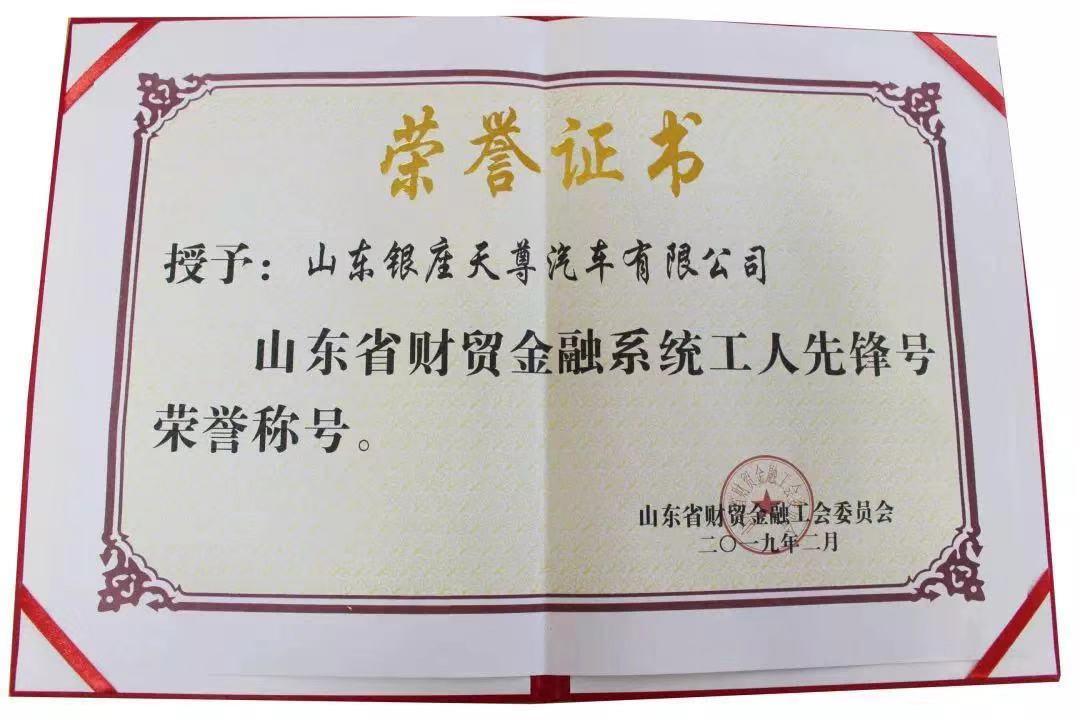 荣誉证书
授予：山东银座天尊汽车有限公司
山东省财贸金融系统工人先锋号
荣誉称号。
山东省财贸金融工会委员会
二〇一九年二月